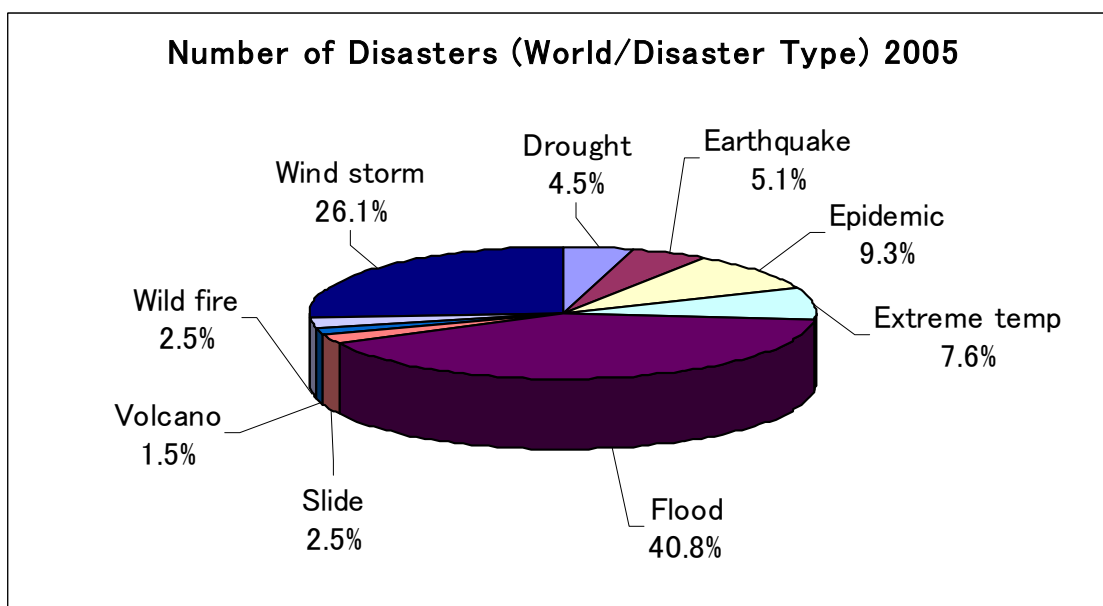 Number of Disasters (World/Disaster Type) 2005
Drought
4.5%
Earthquake
5.1%
Epidemic
9.3%
Extreme temp
7.6%
Flood
40.8%
Slide
2.5%
Volcano
1.5%
Wild fire
2.5%
Wind storm
26.1%